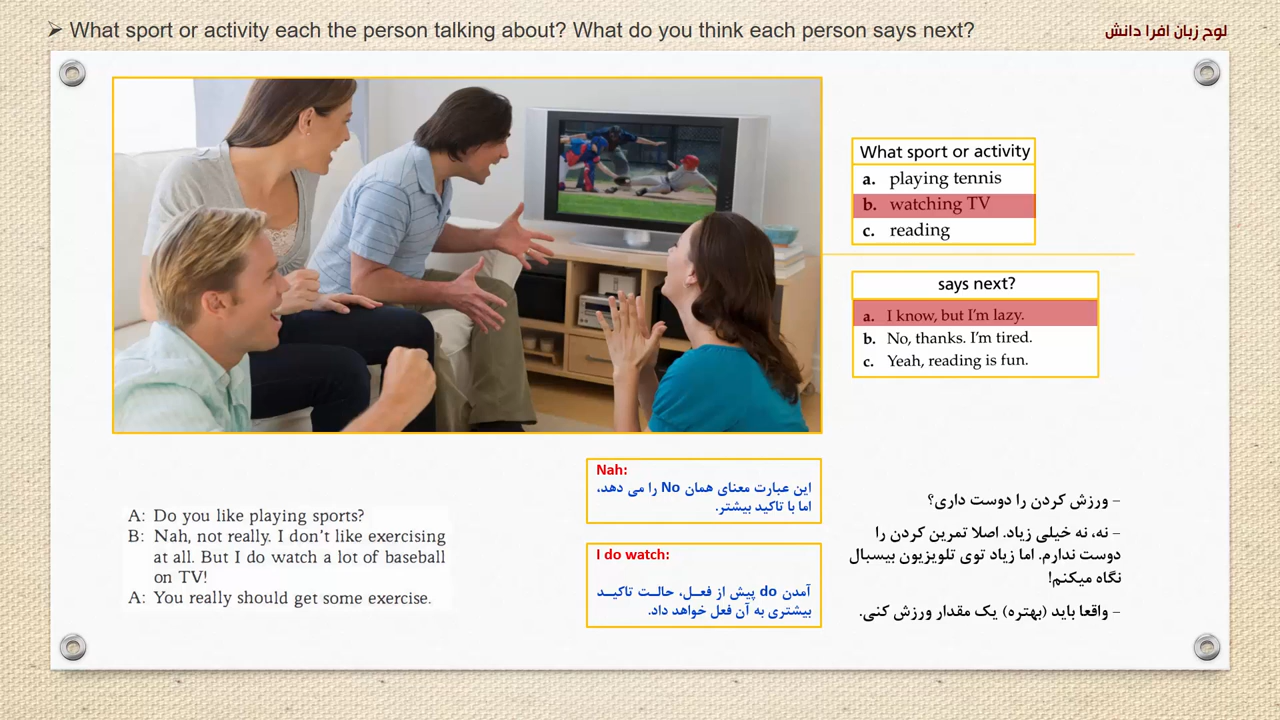 ➢ What sport or activity each the person talking about? What do you think each person says next?
لوح زبان افرا دانش
What sport or activity
a. playing tennis
b. watching TV
c. reading
says next?
a. I know, but I'm lazy.
b. No, thanks. I'm tired.
c. Yeah, reading is fun.
A: Do you like playing sports?
B: Nah, not really. I don't like exercising
at all. But I do watch a lot of baseball
on TV!
A: You really should get some exercise.
Nah:
این عبارت معنای همان No را می دهد،
اما با تاکید بیشتر.
I do watch:
آمدن do پیش از فعـل، حالـت تاکیـد
بیشتری به آن فعل خواهد داد.
– ورزش کردن را دوست داری؟
– نه، نه خیلی زیاد. اصلا تمرین کردن را
دوست ندارم. اما زیاد توی تلویزیون بیسبال
نگاه میکنم!
– واقعا باید (بهتره) یک مقدار ورزش کنی.